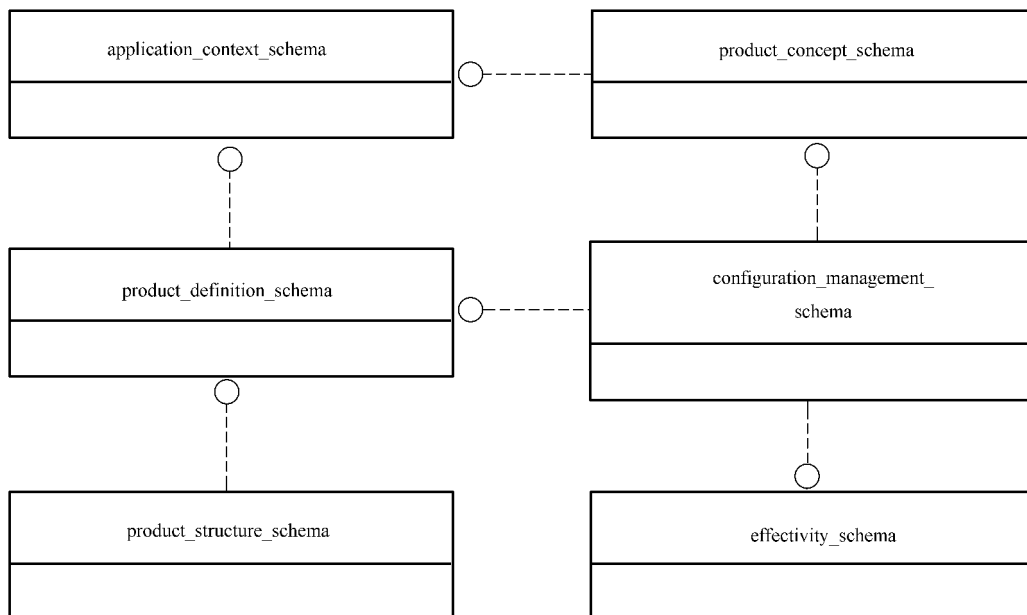 application_context_schema
product_concept_schema
product_definition_schema
configuration_management_
schema
product_structure_schema
effectivity_schema